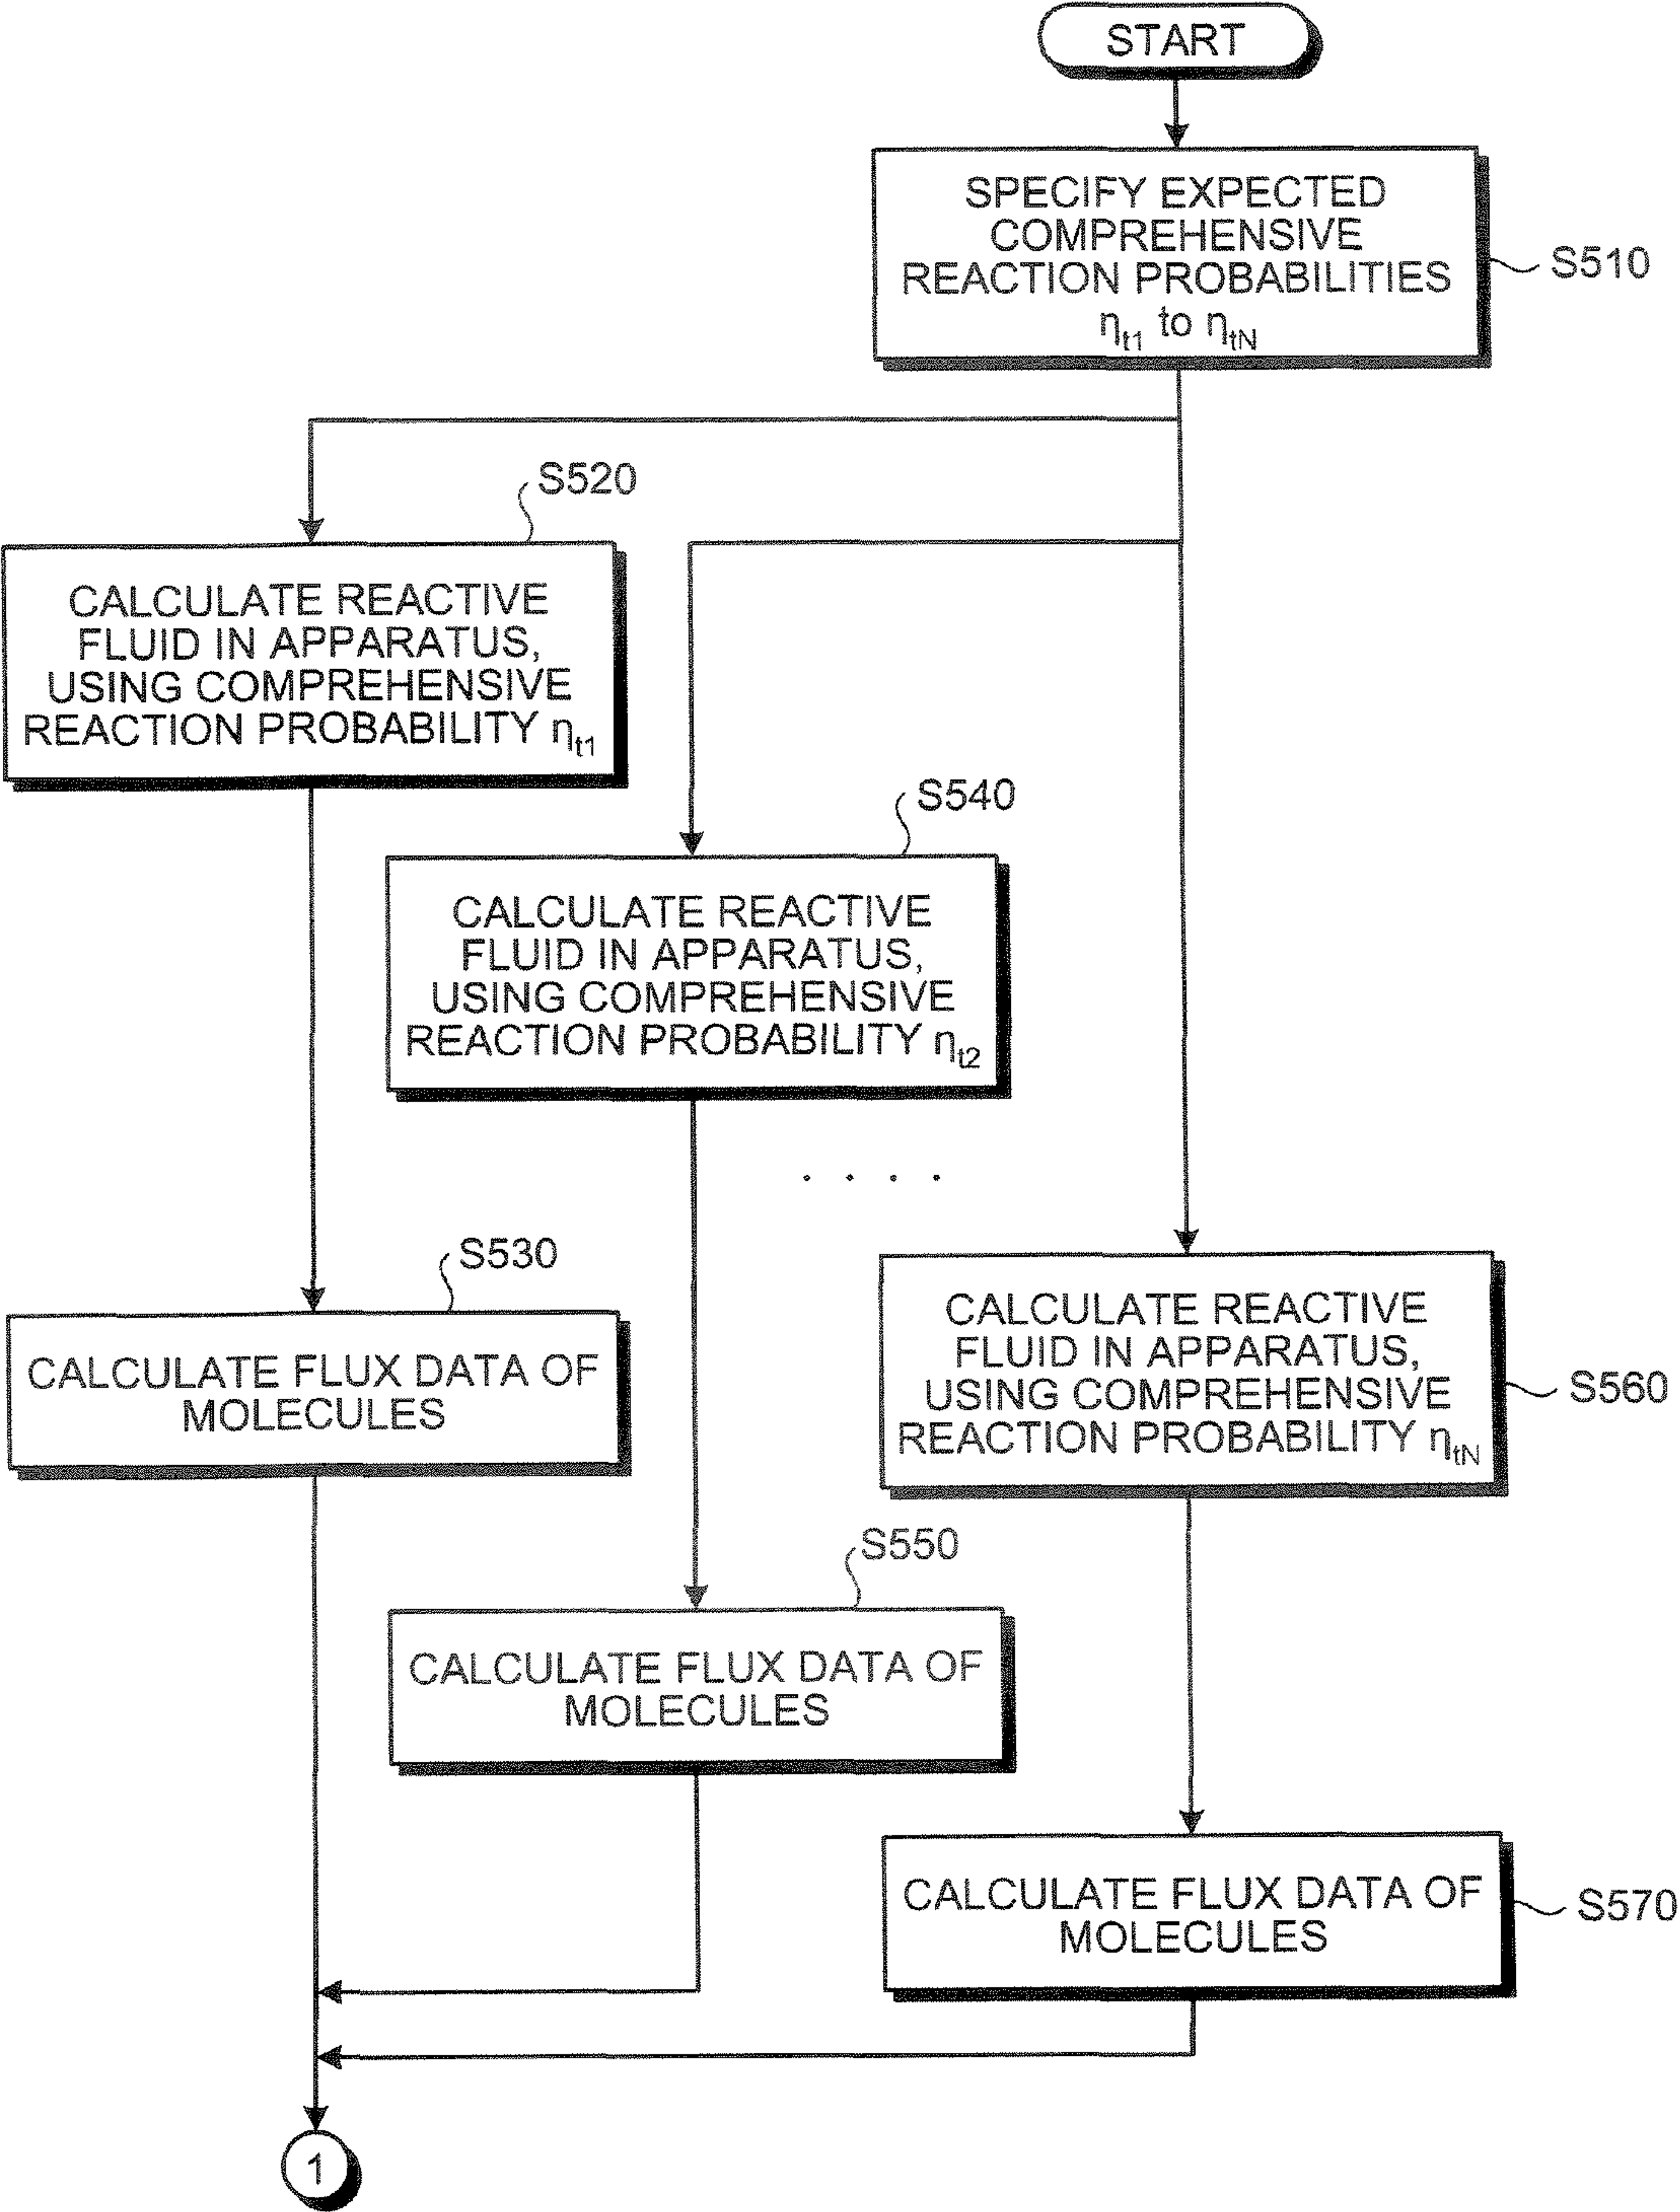 START
SPECIFY EXPECTED
COMPREHENSIVE
REACTION PROBABILITIES
ηt1 to ηtN
S510
S520
CALCULATE REACTIVE
FLUID IN APPARATUS,
USING COMPREHENSIVE
REACTION PROBABILITY ηt1
S540
CALCULATE REACTIVE
FLUID IN APPARATUS,
USING COMPREHENSIVE
REACTION PROBABILITY ηt2
. . . .
S530
CALCULATE FLUX DATA OF
MOLECULES
CALCULATE REACTIVE
FLUID IN APPARATUS,
USING COMPREHENSIVE
REACTION PROBABILITY ηtN
S560
S550
CALCULATE FLUX DATA OF
MOLECULES
CALCULATE FLUX DATA OF
MOLECULES
S570
1